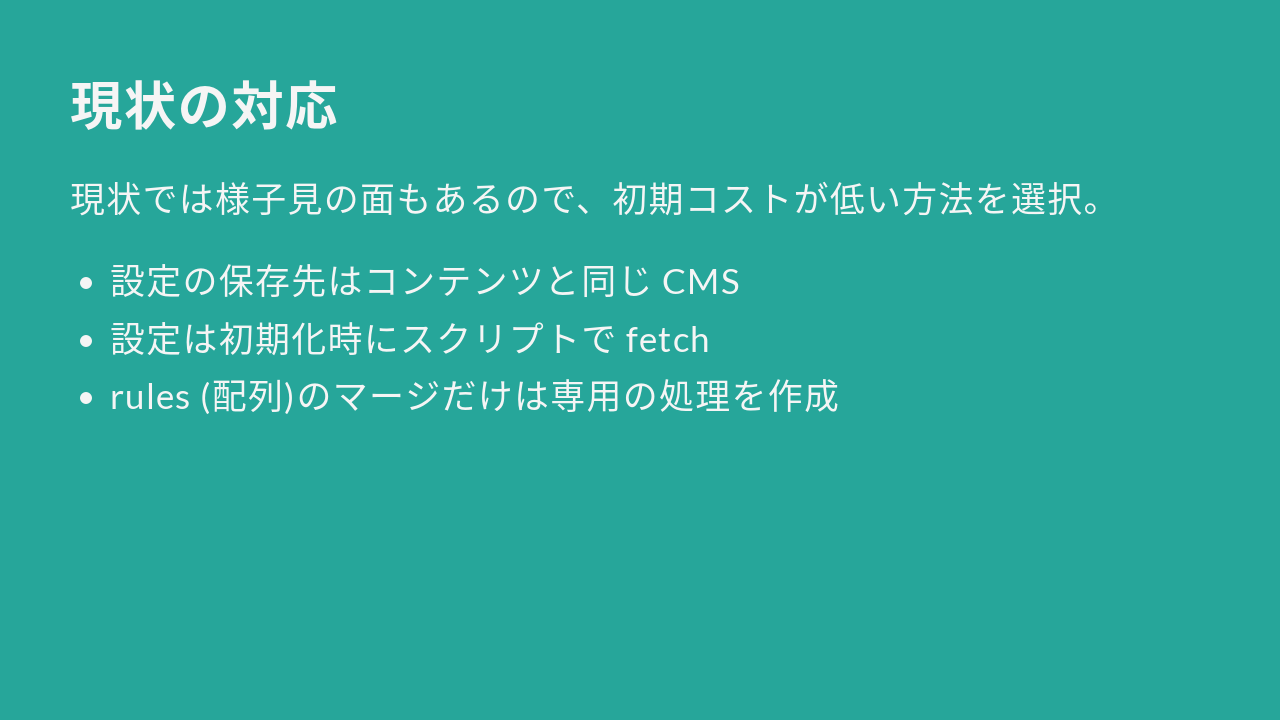 現状の対応
現状では様子見の面もあるので、初期コストが低い方法を選択。
• 設定の保存先はコンテンツと同じ CMS
• 設定は初期化時にスクリプトで fetch
• rules (配列)のマージだけは専用の処理を作成